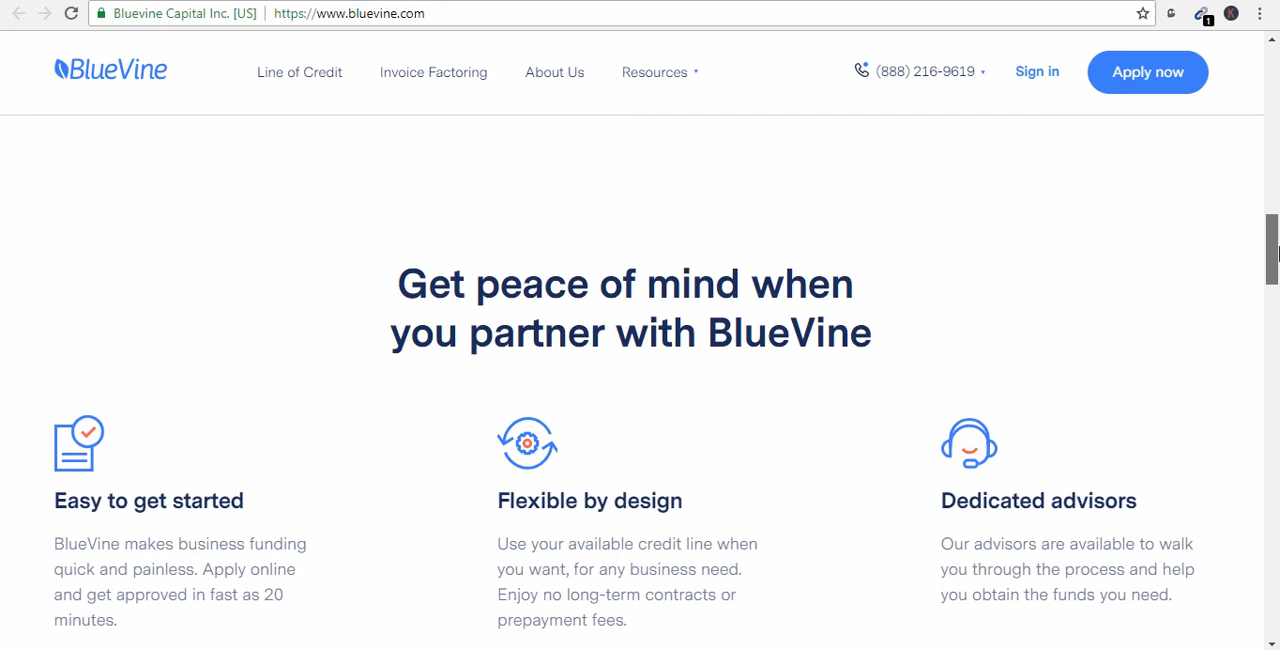 Bluevine Capital Inc. [US] | https://www.bluevine.com
1
K
BlueVine
Line of Credit
Invoice Factoring
About Us
Resources
(888) 216-9619
Sign in
Apply now
Get peace of mind when
you partner with BlueVine
Easy to get started
BlueVine makes business funding
quick and painless. Apply online
and get approved in fast as 20
minutes.
Flexible by design
Use your available credit line when
you want, for any business need.
Enjoy no long-term contracts or
prepayment fees.
Dedicated advisors
Our advisors are available to walk
you through the process and help
you obtain the funds you need.